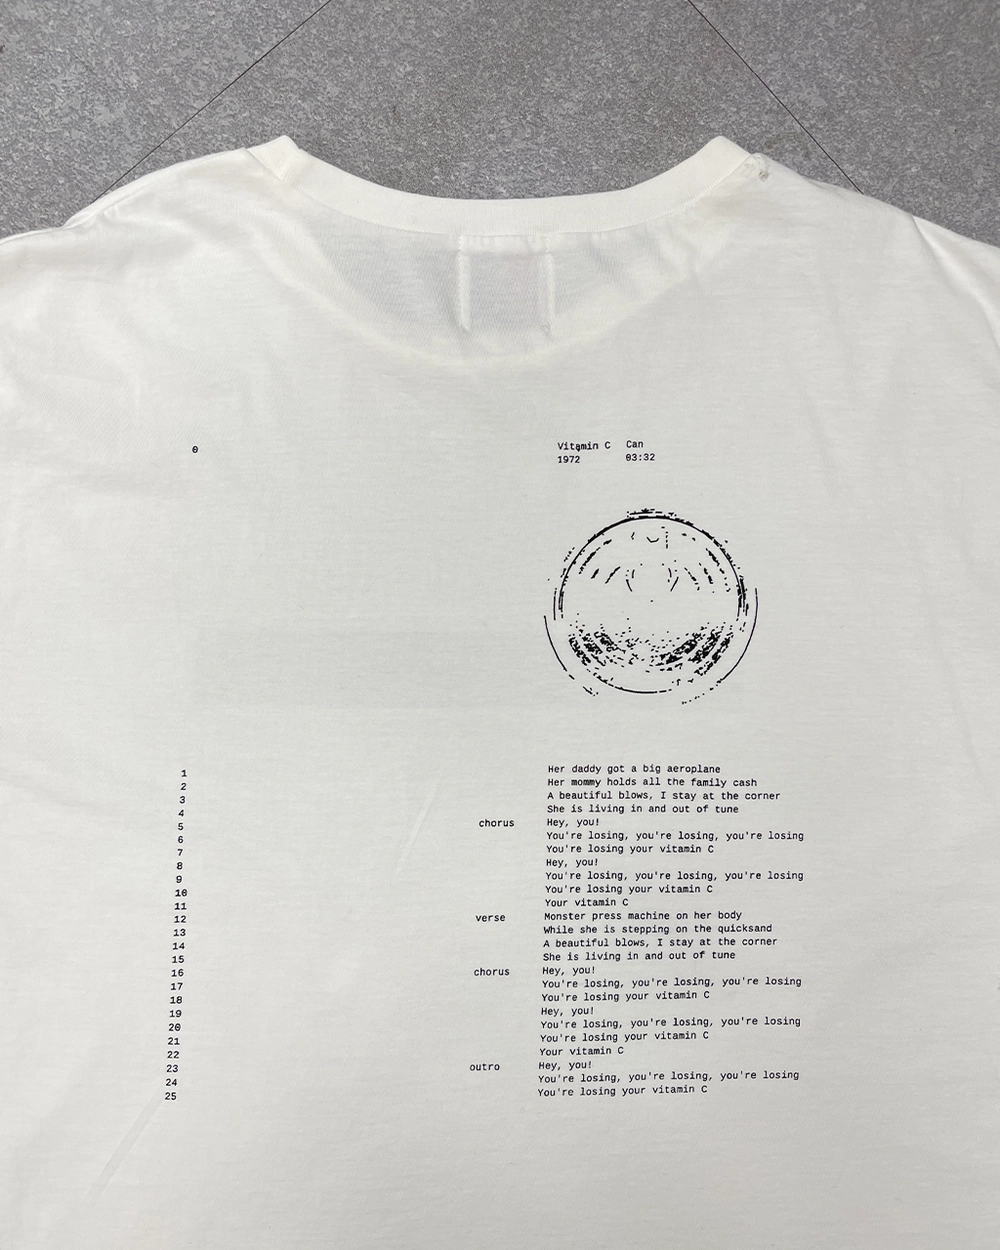 0
Vitamin C Can
1972 03:32
1 Her daddy got a big aeroplane
2 Her mommy holds all the family cash
3 A beautiful blows, I stay at the corner
4 She is living in and out of tune
5 chorus Hey, you!
6 You're losing, you're losing, you're losing
7 You're losing your vitamin C
8 Hey, you!
9 You're losing, you're losing, you're losing
10 You're losing your vitamin C
11 Your vitamin C
12 verse Monster press machine on her body
13 While she is stepping on the quicksand
14 A beautiful blows, I stay at the corner
15 She is living in and out of tune
16 chorus Hey, you!
17 You're losing, you're losing, you're losing
18 You're losing your vitamin C
19 Hey, you!
20 You're losing, you're losing, you're losing
21 You're losing your vitamin C
22 Your vitamin C
23 outro Hey, you!
24 You're losing, you're losing, you're losing
25 You're losing your vitamin C